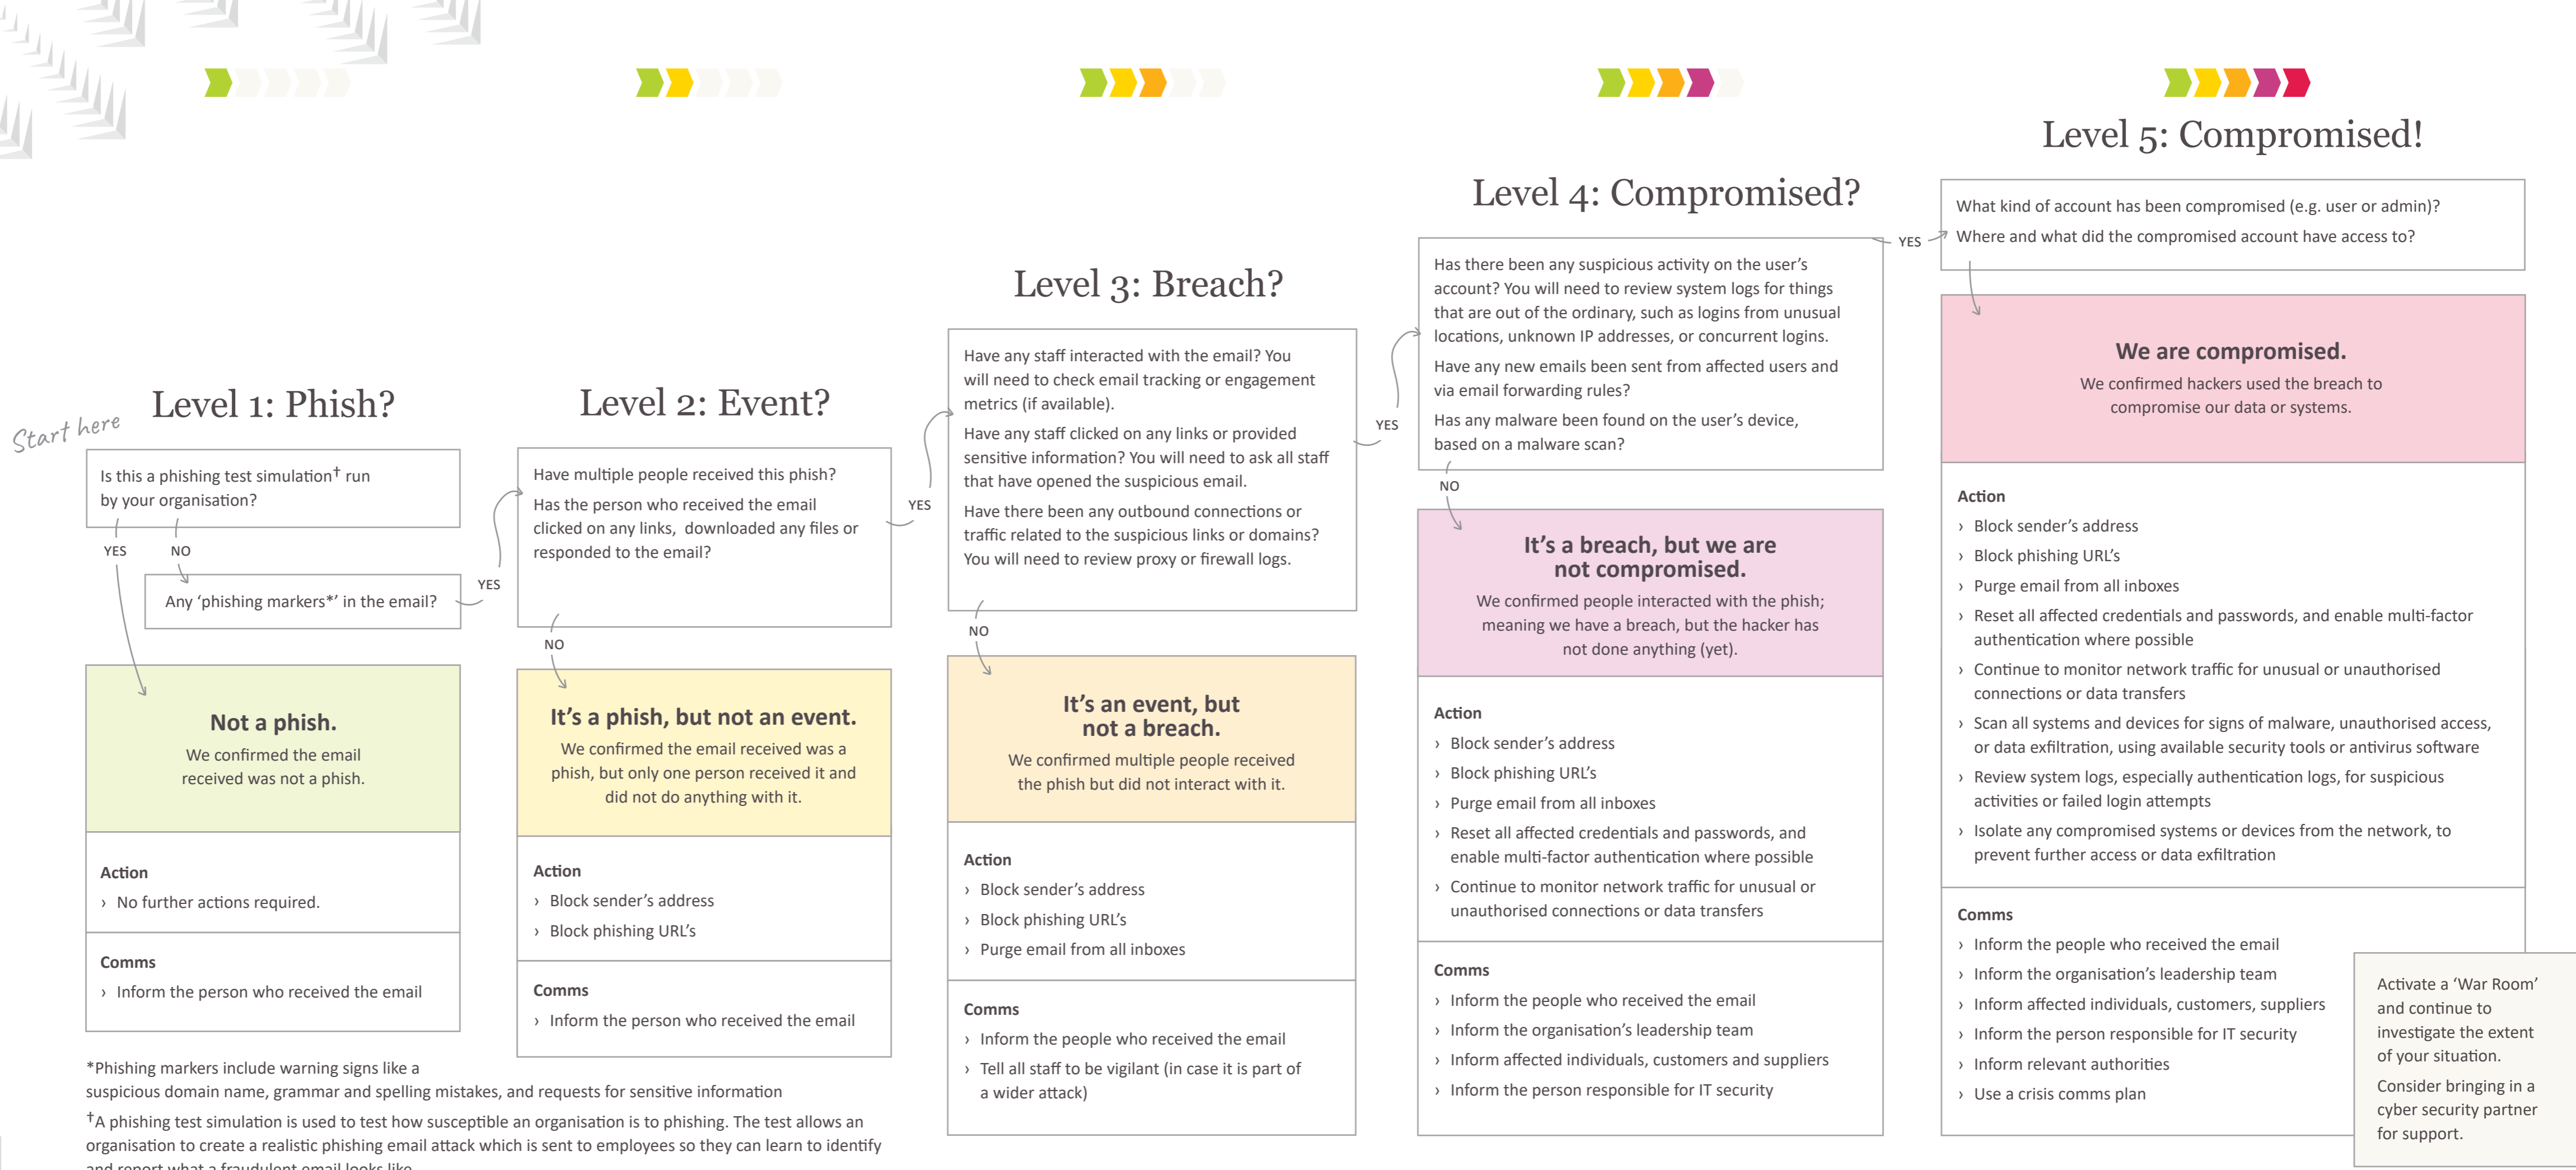 Start here
Level 1: Phish?
Is this a phishing test simulation† run
by your organisation?
YES
NO
Any ‘phishing markers*’ in the email?
YES
Not a phish.
We confirmed the email
received was not a phish.
Action
› No further actions required.
Comms
› Inform the person who received the email
Level 2: Event?
Have multiple people received this phish?
Has the person who received the email
clicked on any links, downloaded any files or
responded to the email?
YES
NO
It’s a phish, but not an event.
We confirmed the email received was a
phish, but only one person received it and
did not do anything with it.
Action
› Block sender’s address
› Block phishing URL’s
Comms
› Inform the person who received the email
Level 3: Breach?
Have any staff interacted with the email? You
will need to check email tracking or engagement
metrics (if available).
Have any staff clicked on any links or provided
sensitive information? You will need to ask all staff
that have opened the suspicious email.
Have there been any outbound connections or
traffic related to the suspicious links or domains?
You will need to review proxy or firewall logs.
YES
NO
It’s an event, but
not a breach.
We confirmed multiple people received
the phish but did not interact with it.
Action
› Block sender’s address
› Block phishing URL’s
› Purge email from all inboxes
Comms
› Inform the people who received the email
› Tell all staff to be vigilant (in case it is part of
a wider attack)
Level 4: Compromised?
Has there been any suspicious activity on the user’s
account? You will need to review system logs for things
that are out of the ordinary, such as logins from unusual
locations, unknown IP addresses, or concurrent logins.
Have any new emails been sent from affected users and
via email forwarding rules?
Has any malware been found on the user’s device,
based on a malware scan?
YES
NO
It’s a breach, but we are
not compromised.
We confirmed people interacted with the phish;
meaning we have a breach, but the hacker has
not done anything (yet).
Action
› Block sender’s address
› Block phishing URL’s
› Purge email from all inboxes
› Reset all affected credentials and passwords, and
enable multi-factor authentication where possible
› Continue to monitor network traffic for unusual or
unauthorised connections or data transfers
Comms
› Inform the people who received the email
› Inform the organisation’s leadership team
› Inform affected individuals, customers and suppliers
› Inform the person responsible for IT security
Level 5: Compromised!
What kind of account has been compromised (e.g. user or admin)?
Where and what did the compromised account have access to?
We are compromised.
We confirmed hackers used the breach to
compromise our data or systems.
Action
› Block sender’s address
› Block phishing URL’s
› Purge email from all inboxes
› Reset all affected credentials and passwords, and enable multi-factor
authentication where possible
› Continue to monitor network traffic for unusual or unauthorised
connections or data transfers
› Scan all systems and devices for signs of malware, unauthorised access,
or data exfiltration, using available security tools or antivirus software
› Review system logs, especially authentication logs, for suspicious
activities or failed login attempts
› Isolate any compromised systems or devices from the network, to
prevent further access or data exfiltration
Comms
› Inform the people who received the email
› Inform the organisation’s leadership team
› Inform affected individuals, customers, suppliers
› Inform the person responsible for IT security
› Inform relevant authorities
› Use a crisis comms plan
Activate a ‘War Room’
and continue to
investigate the extent
of your situation.
Consider bringing in a
cyber security partner
for support.
*Phishing markers include warning signs like a
suspicious domain name, grammar and spelling mistakes, and requests for sensitive information
†A phishing test simulation is used to test how susceptible an organisation is to phishing. The test allows an
organisation to create a realistic phishing email attack which is sent to employees so they can learn to identify
and report what a fraudulent email looks like